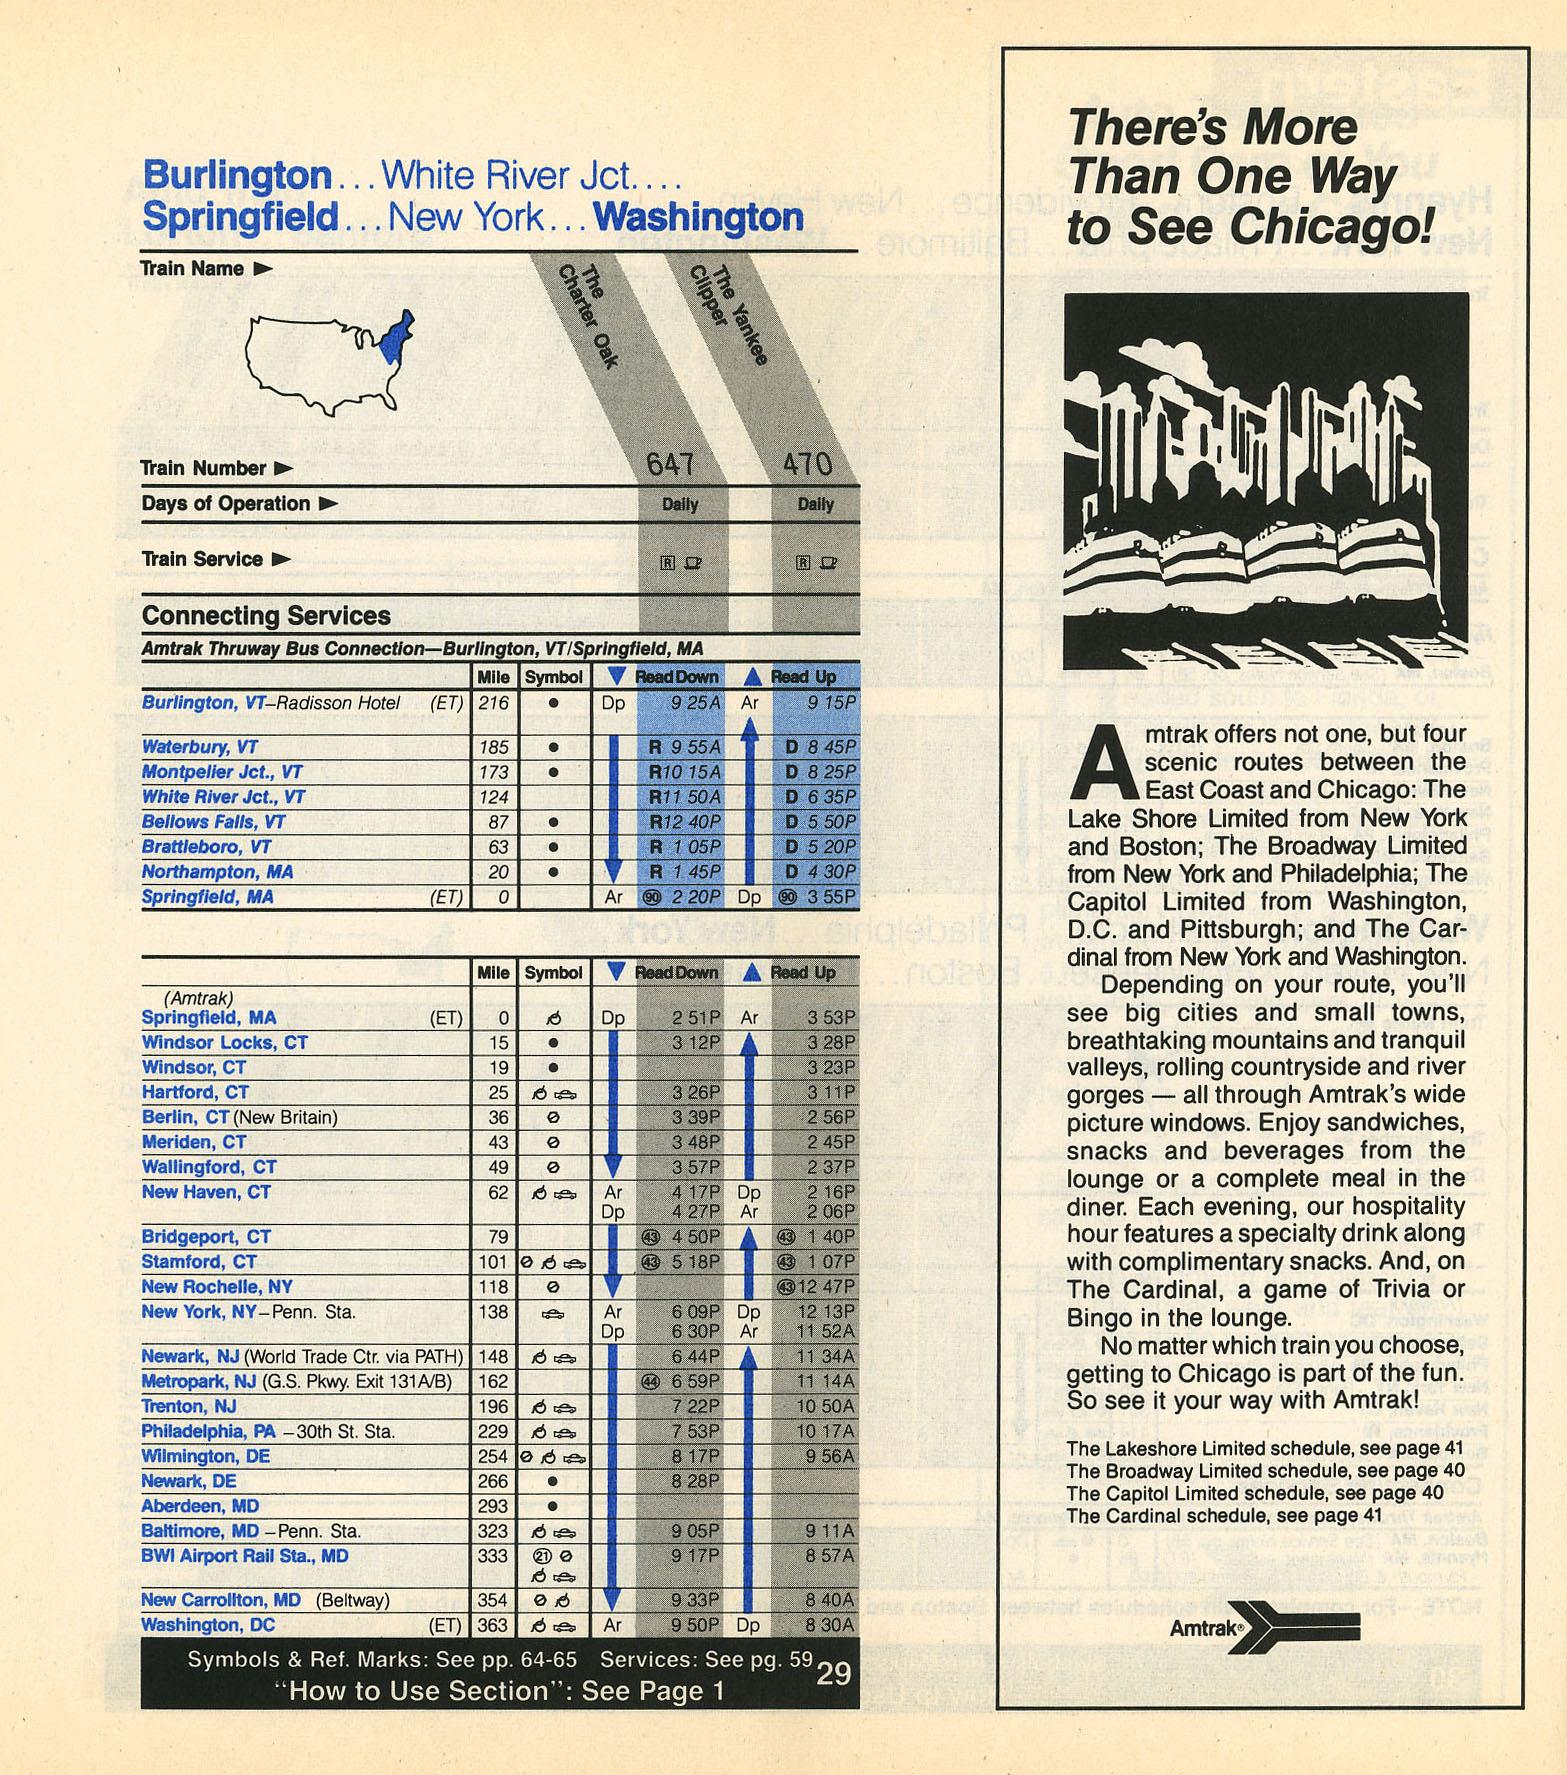 Burlington...White River Jct....
Springfield...New York...Washington
Train Name ►
The Charter Oak
The Yankee Clipper
Train Number ► 647 470
Days of Operation ► Daily Daily
Train Service ► R R
Connecting Services
Amtrak Thruway Bus Connection—Burlington, VT/Springfield, MA
Mile Symbol ▼ Read Down ▲ Read Up
Burlington, VT–Radisson Hotel (ET) 216 ● Dp 9 25A Ar 9 15P
Waterbury, VT 185 ● R 9 55A D 8 45P
Montpelier Jct., VT 173 ● R10 15A D 8 25P
White River Jct., VT 124 R11 50A D 6 35P
Bellows Falls, VT 87 ● R12 40P D 5 50P
Brattleboro, VT 63 ● R 1 05P D 5 20P
Northampton, MA 20 ● R 1 45P D 4 30P
Springfield, MA (ET) 0 Ar 90 2 20P Dp 90 3 55P
Mile Symbol ▼ Read Down ▲ Read Up
(Amtrak)
Springfield, MA (ET) 0 Dp 2 51P Ar 3 53P
Windsor Locks, CT 15 ● 3 12P 3 28P
Windsor, CT 19 ● 3 23P
Hartford, CT 25 3 26P 3 11P
Berlin, CT (New Britain) 36 3 39P 2 56P
Meriden, CT 43 3 48P 2 45P
Wallingford, CT 49 3 57P 2 37P
New Haven, CT 62 Ar 4 17P Dp 2 16P
Dp 4 27P Ar 2 06P
Bridgeport, CT 79 43 4 50P 43 1 40P
Stamford, CT 101 43 5 18P 43 1 07P
New Rochelle, NY 118 43 12 47P
New York, NY–Penn. Sta. 138 Ar 6 09P Dp 12 13P
Dp 6 30P Ar 11 52A
Newark, NJ (World Trade Ctr. via PATH) 148 6 44P 11 34A
Metropark, NJ (G.S. Pkwy. Exit 131A/B) 162 44 6 59P 11 14A
Trenton, NJ 196 7 22P 10 50A
Philadelphia, PA –30th St. Sta. 229 7 53P 10 17A
Wilmington, DE 254 8 17P 9 56A
Newark, DE 266 ● 8 28P
Aberdeen, MD 293 ●
Baltimore, MD –Penn. Sta. 323 9 05P 9 11A
BWI Airport Rail Sta., MD 333 21 9 17P 8 57A
New Carrollton, MD (Beltway) 354 9 33P 8 40A
Washington, DC (ET) 363 Ar 9 50P Dp 8 30A
Symbols & Ref. Marks: See pp. 64-65 Services: See pg. 59
29
"How to Use Section": See Page 1
There's More
Than One Way
to See Chicago!
Amtrak offers not one, but four
scenic routes between the
East Coast and Chicago: The
Lake Shore Limited from New York
and Boston; The Broadway Limited
from New York and Philadelphia; The
Capitol Limited from Washington,
D.C. and Pittsburgh; and The Car-
dinal from New York and Washington.
Depending on your route, you'll
see big cities and small towns,
breathtaking mountains and tranquil
valleys, rolling countryside and river
gorges — all through Amtrak's wide
picture windows. Enjoy sandwiches,
snacks and beverages from the
lounge or a complete meal in the
diner. Each evening, our hospitality
hour features a specialty drink along
with complimentary snacks. And, on
The Cardinal, a game of Trivia or
Bingo in the lounge.
No matter which train you choose,
getting to Chicago is part of the fun.
So see it your way with Amtrak!
The Lakeshore Limited schedule, see page 41
The Broadway Limited schedule, see page 40
The Capitol Limited schedule, see page 40
The Cardinal schedule, see page 41
Amtrak®